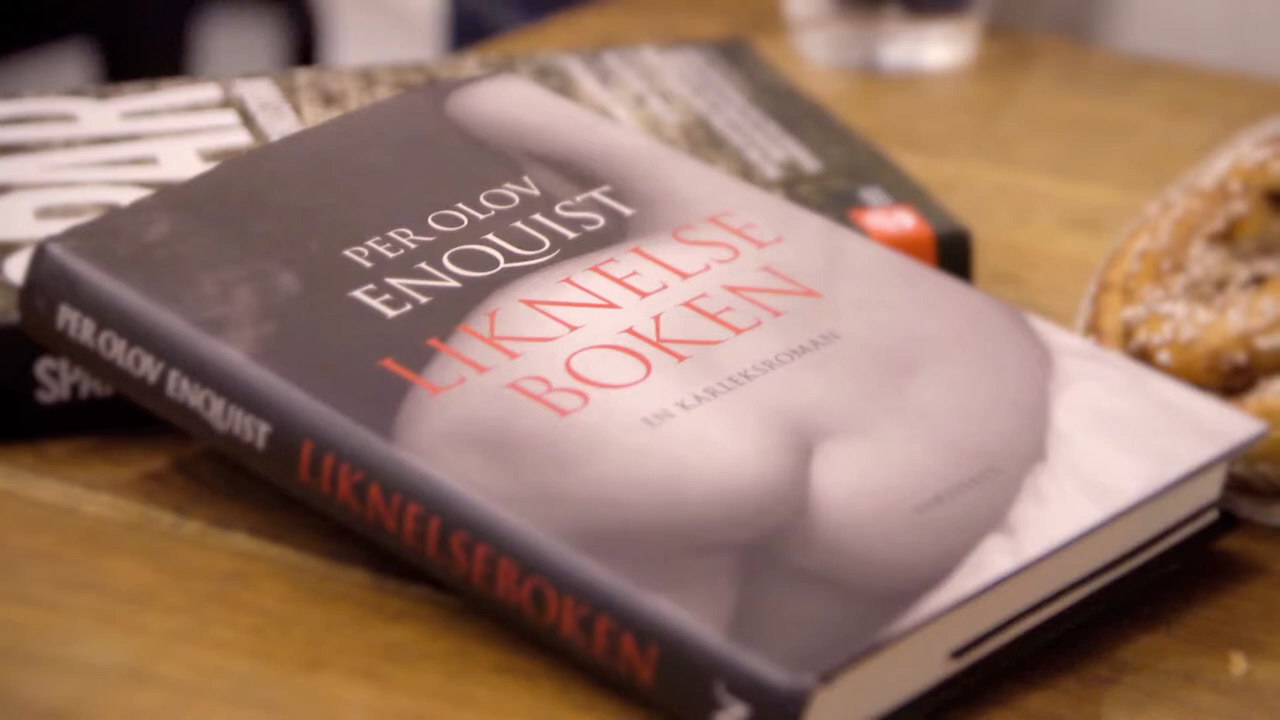 PER OLOV
ENQUIST
LIKNELSE
BOKEN
EN KÄRLEKSROMAN
PER OLOV ENQUIST LIKNELSEBOKEN